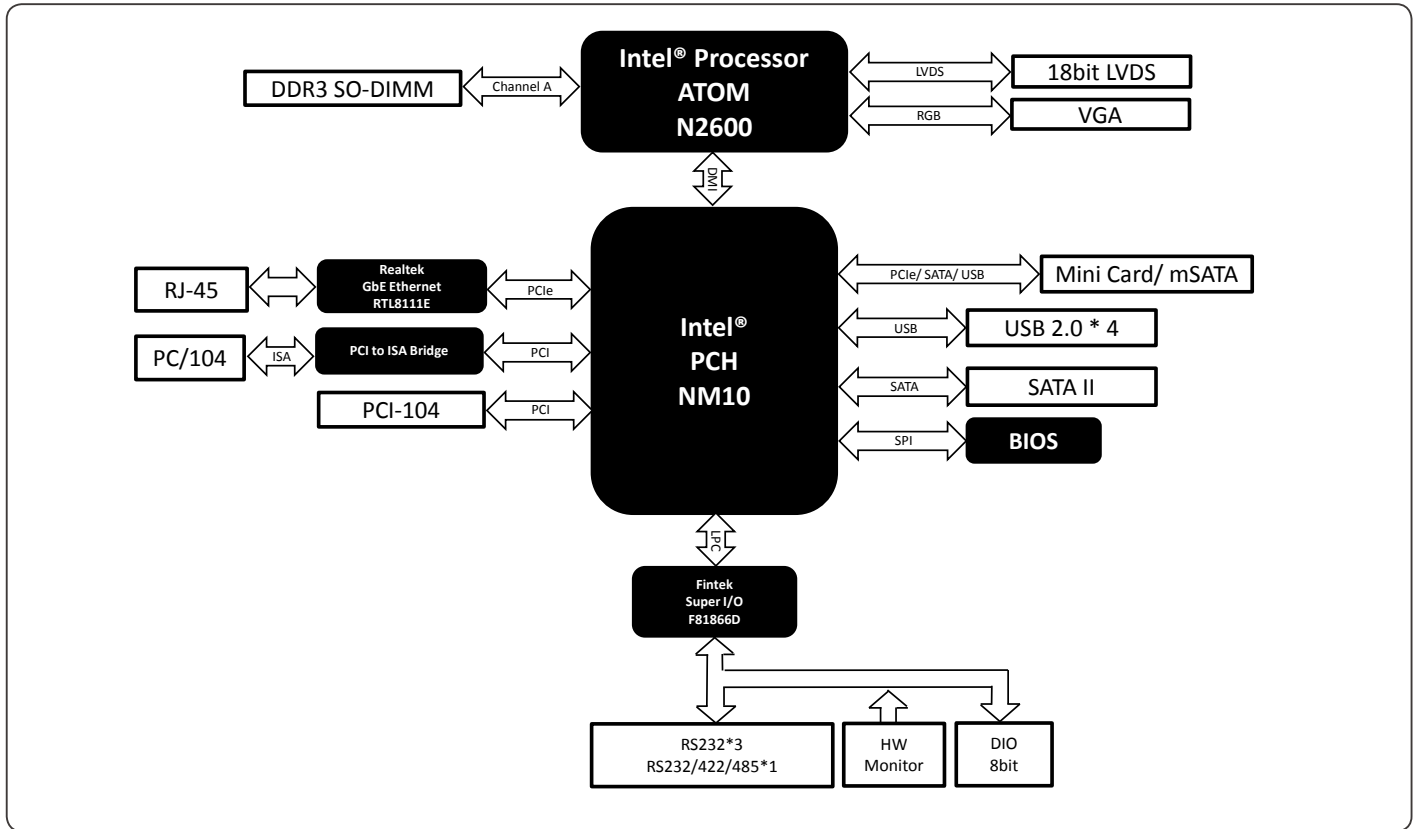 Intel® Processor
ATOM
N2600
DDR3 SO-DIMM
Channel A
LVDS
18bit LVDS
RGB
VGA
DMI
Intel®
PCH
NM10
RJ-45
Realtek
GbE Ethernet
RTL8111E
PCIe
PC/104
ISA
PCI to ISA Bridge
PCI
PCI-104
PCI
PCIe/ SATA/ USB
Mini Card/ mSATA
USB
USB 2.0 * 4
SATA
SATA II
SPI
BIOS
LPC
Fintek
Super I/O
F81866D
RS232*3
RS232/422/485*1
HW
Monitor
DIO
8bit